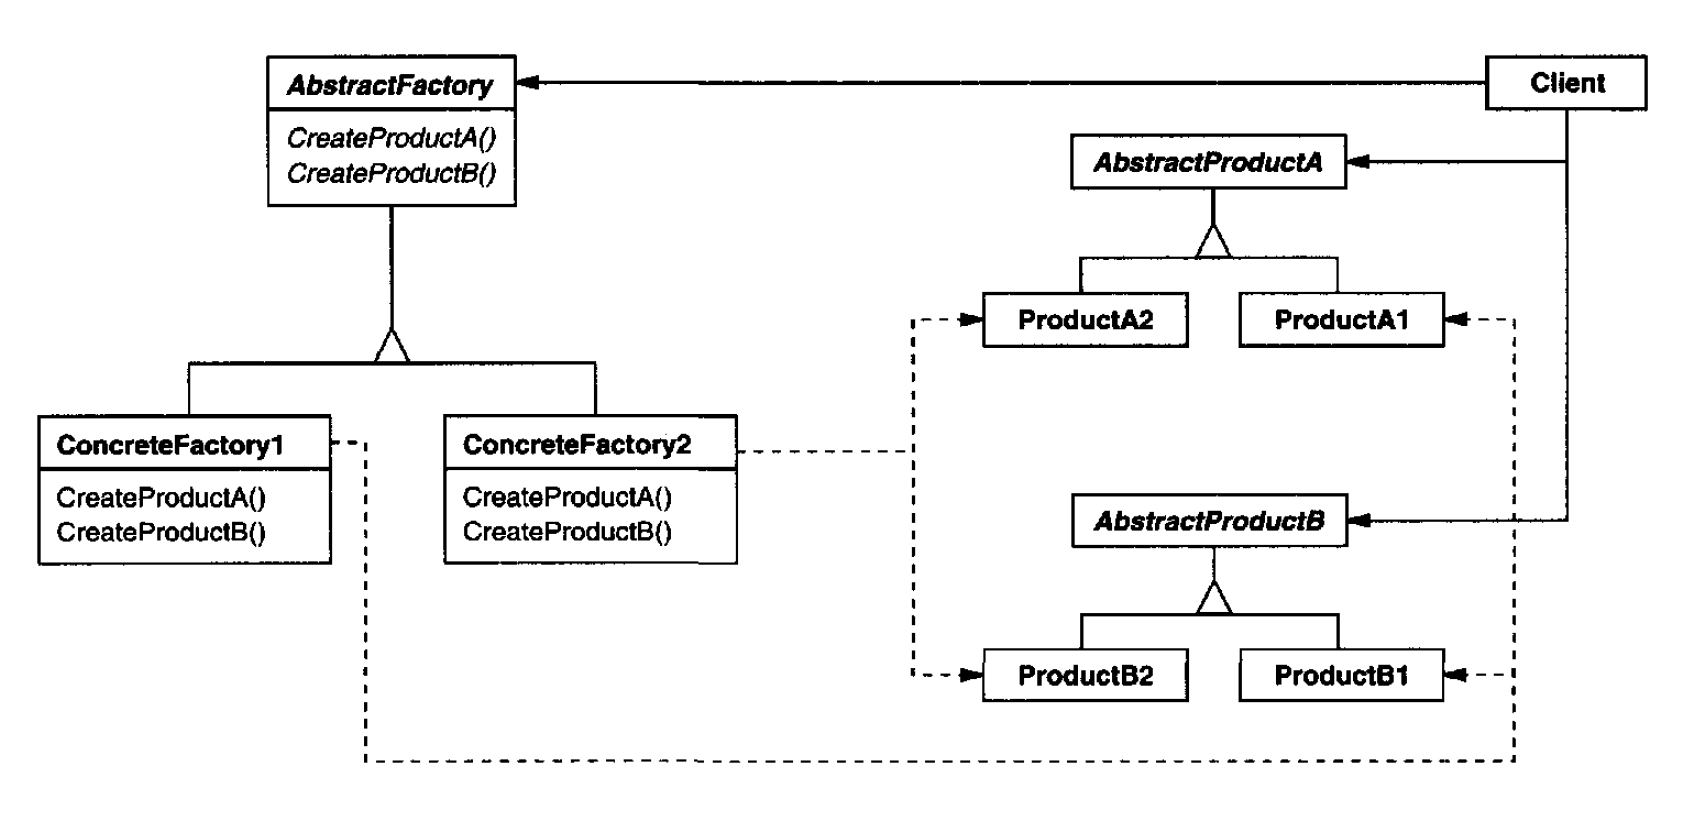 AbstractFactory
CreateProductA()
CreateProductB()
Client
AbstractProductA
ProductA2
ProductA1
ConcreteFactory1
CreateProductA()
CreateProductB()
ConcreteFactory2
CreateProductA()
CreateProductB()
AbstractProductB
ProductB2
ProductB1